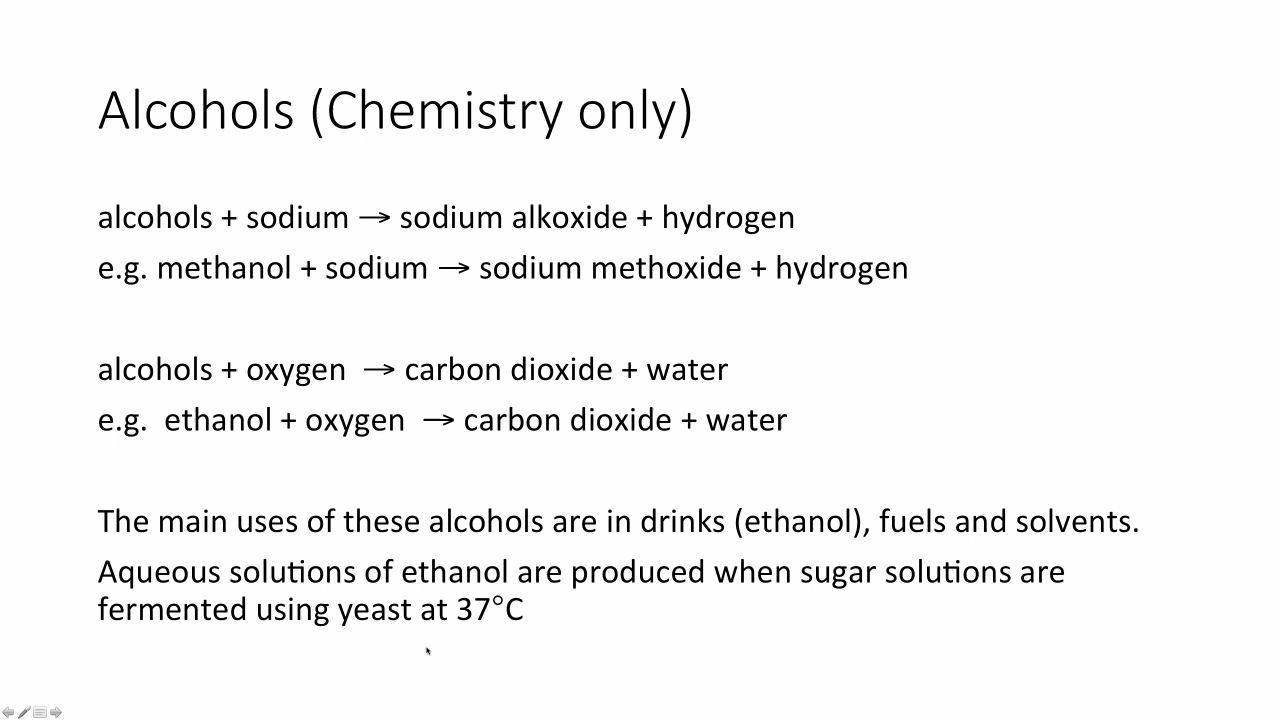 Alcohols (Chemistry only)
alcohols + sodium → sodium alkoxide + hydrogen
e.g. methanol + sodium → sodium methoxide + hydrogen
alcohols + oxygen → carbon dioxide + water
e.g. ethanol + oxygen → carbon dioxide + water
The main uses of these alcohols are in drinks (ethanol), fuels and solvents.
Aqueous solutions of ethanol are produced when sugar solutions are
fermented using yeast at 37°C